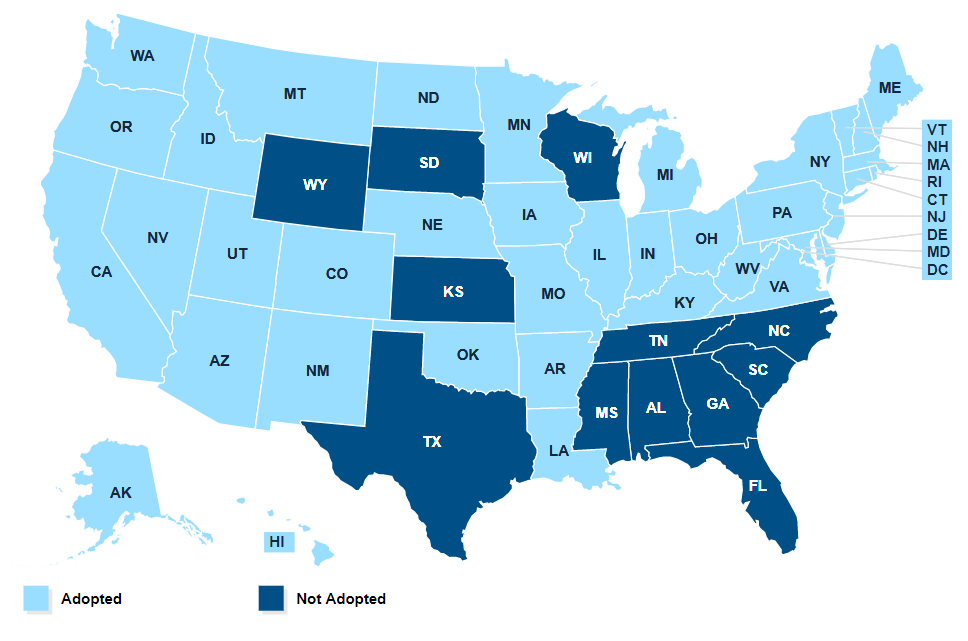 WA
MT
ND
MN
ME
OR
ID
SD
WI
WY
MI
NY
VT
NH
MA
RI
CT
NJ
DE
MD
DC
NV
UT
CO
NE
IA
IL
IN
OH
PA
WV
VA
CA
KS
MO
KY
TN
NC
SC
AZ
NM
OK
AR
MS
AL
GA
TX
LA
FL
AK
HI
Adopted
Not Adopted